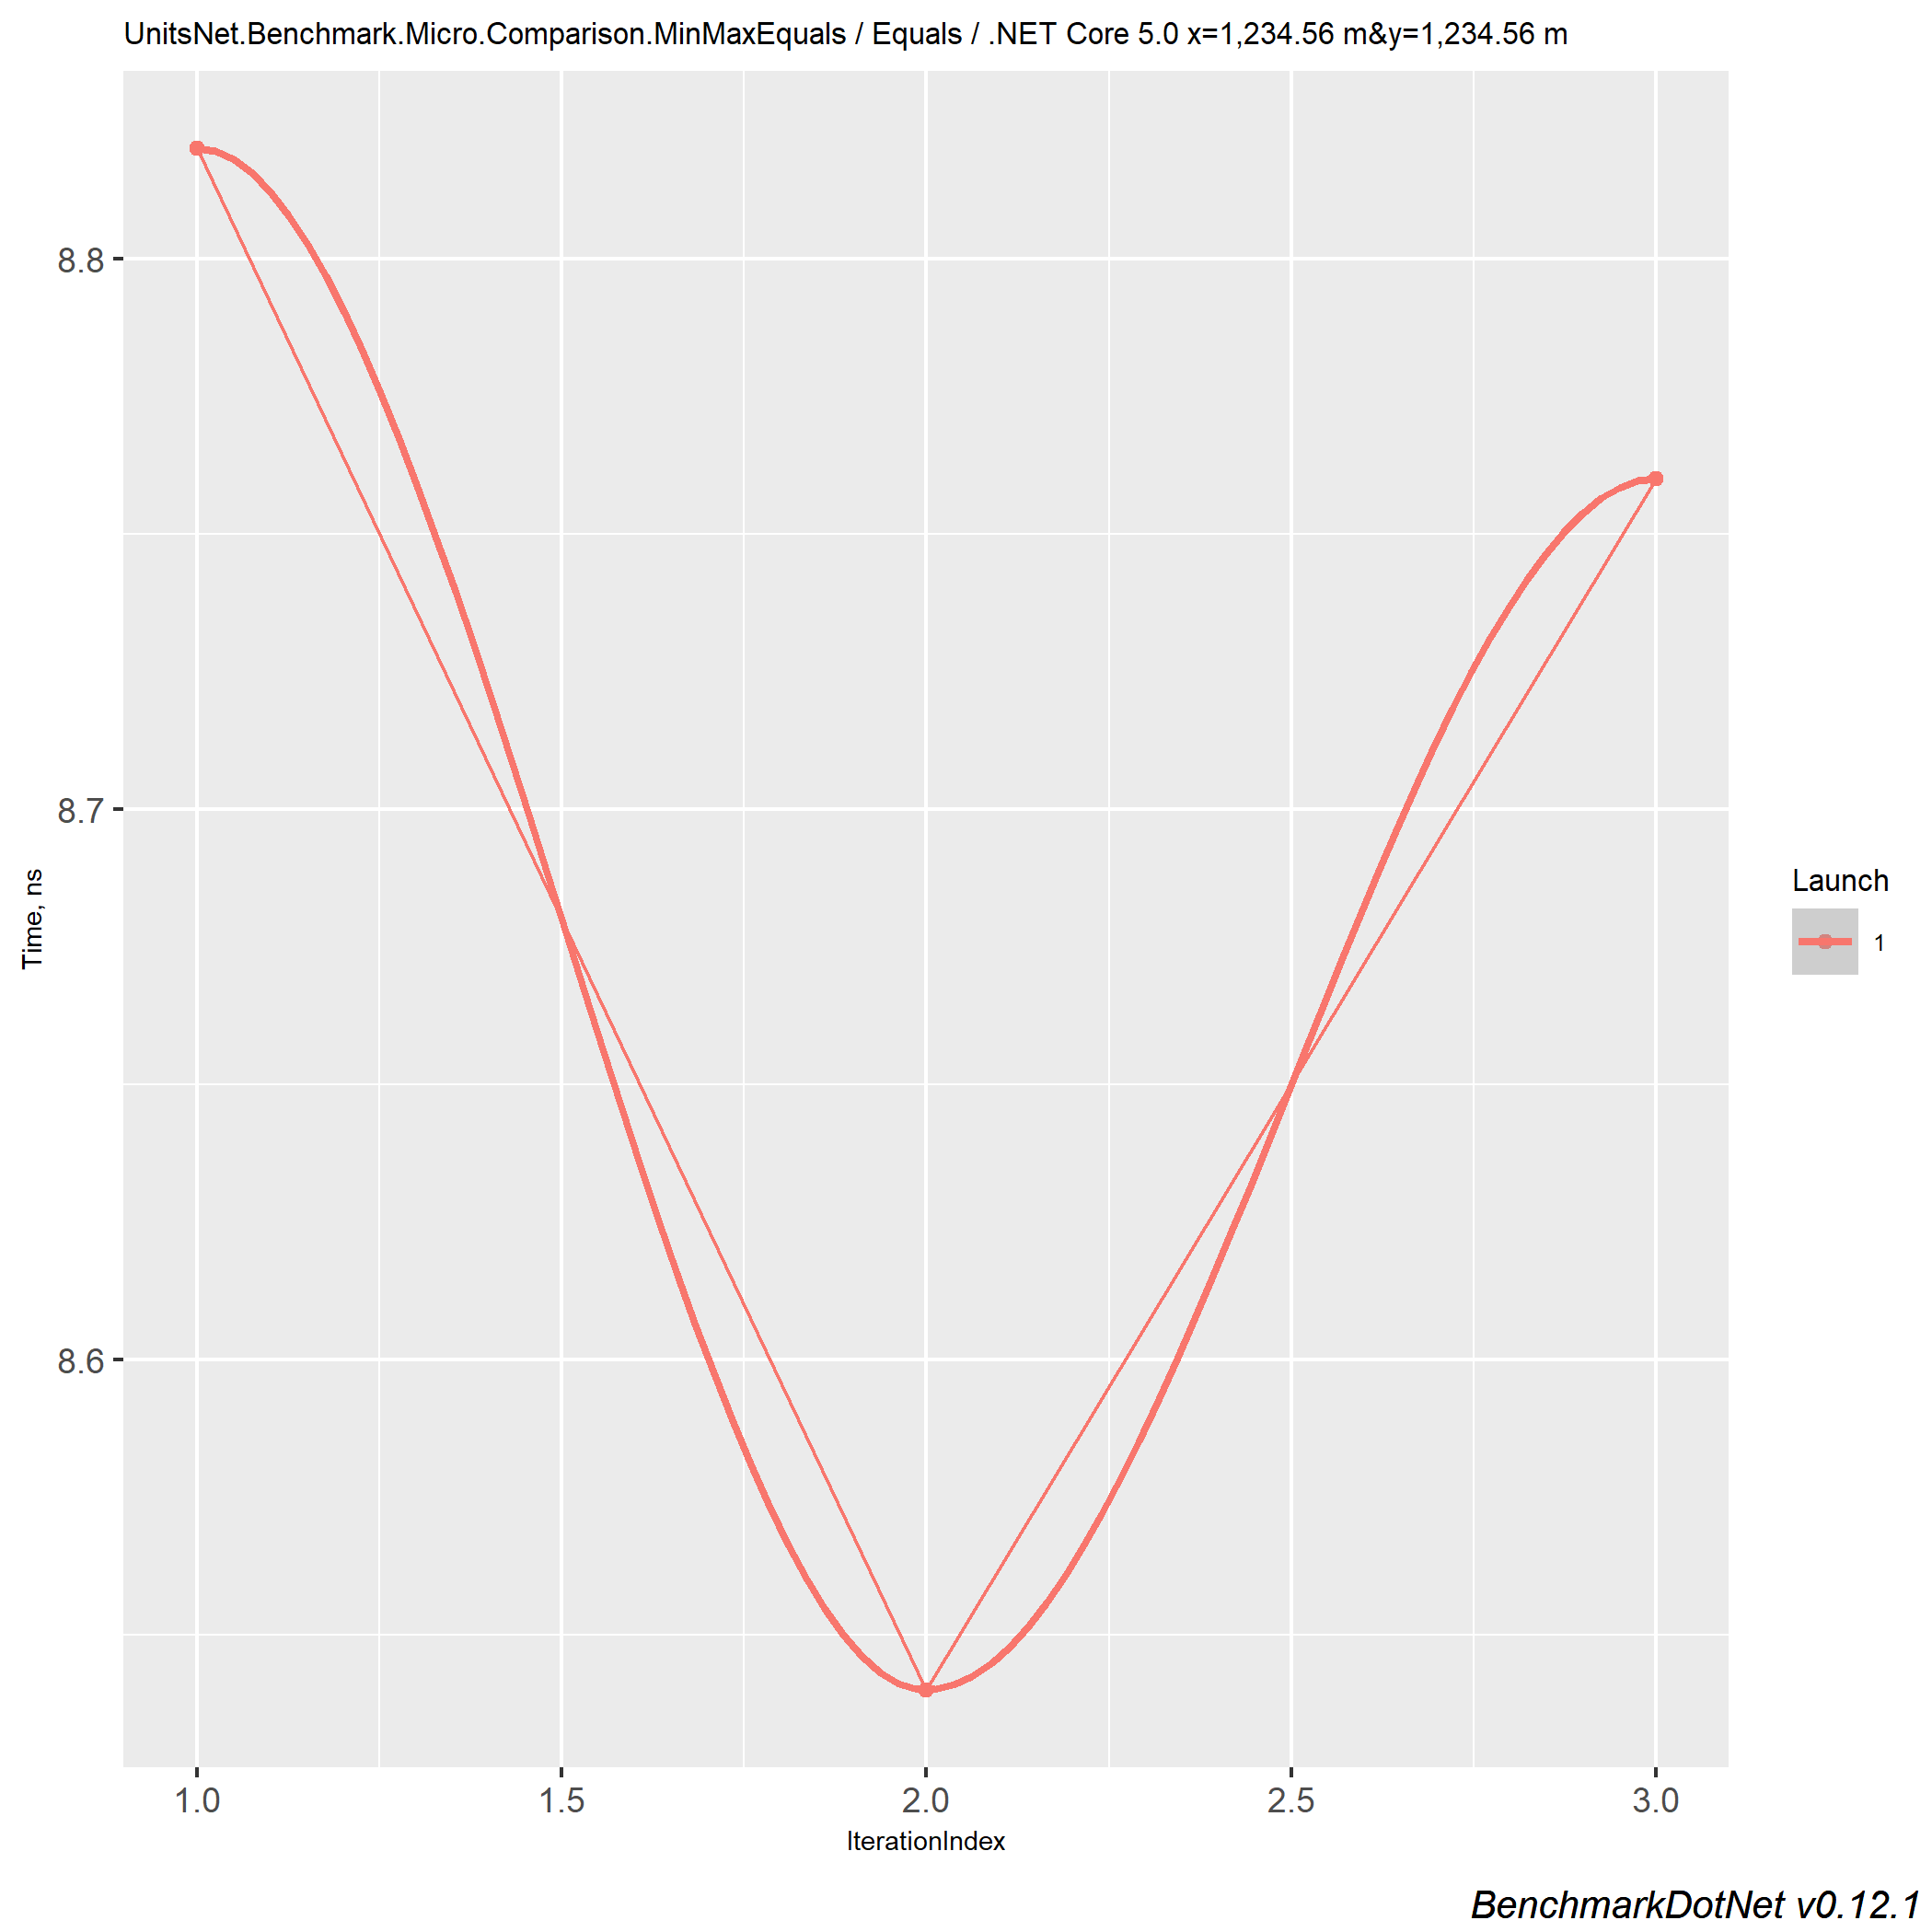 UnitsNet.Benchmark.Micro.Comparison.MinMaxEquals / Equals / .NET Core 5.0 x=1,234.56 m&y=1,234.56 m
8.8
8.7
8.6
Time, ns
1.0 1.5 2.0 2.5 3.0
IterationIndex
Launch
1
BenchmarkDotNet v0.12.1